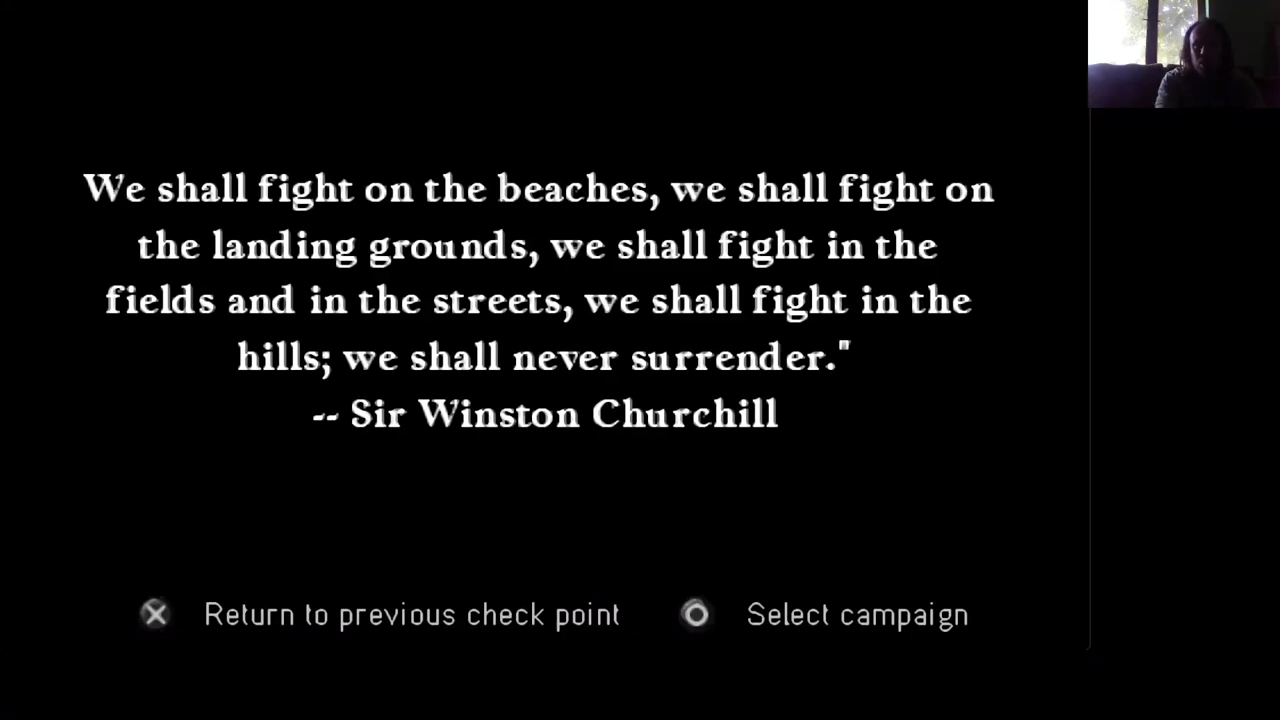 We shall fight on the beaches, we shall fight on
the landing grounds, we shall fight in the
fields and in the streets, we shall fight in the
hills; we shall never surrender."
-- Sir Winston Churchill
Return to previous check point Select campaign